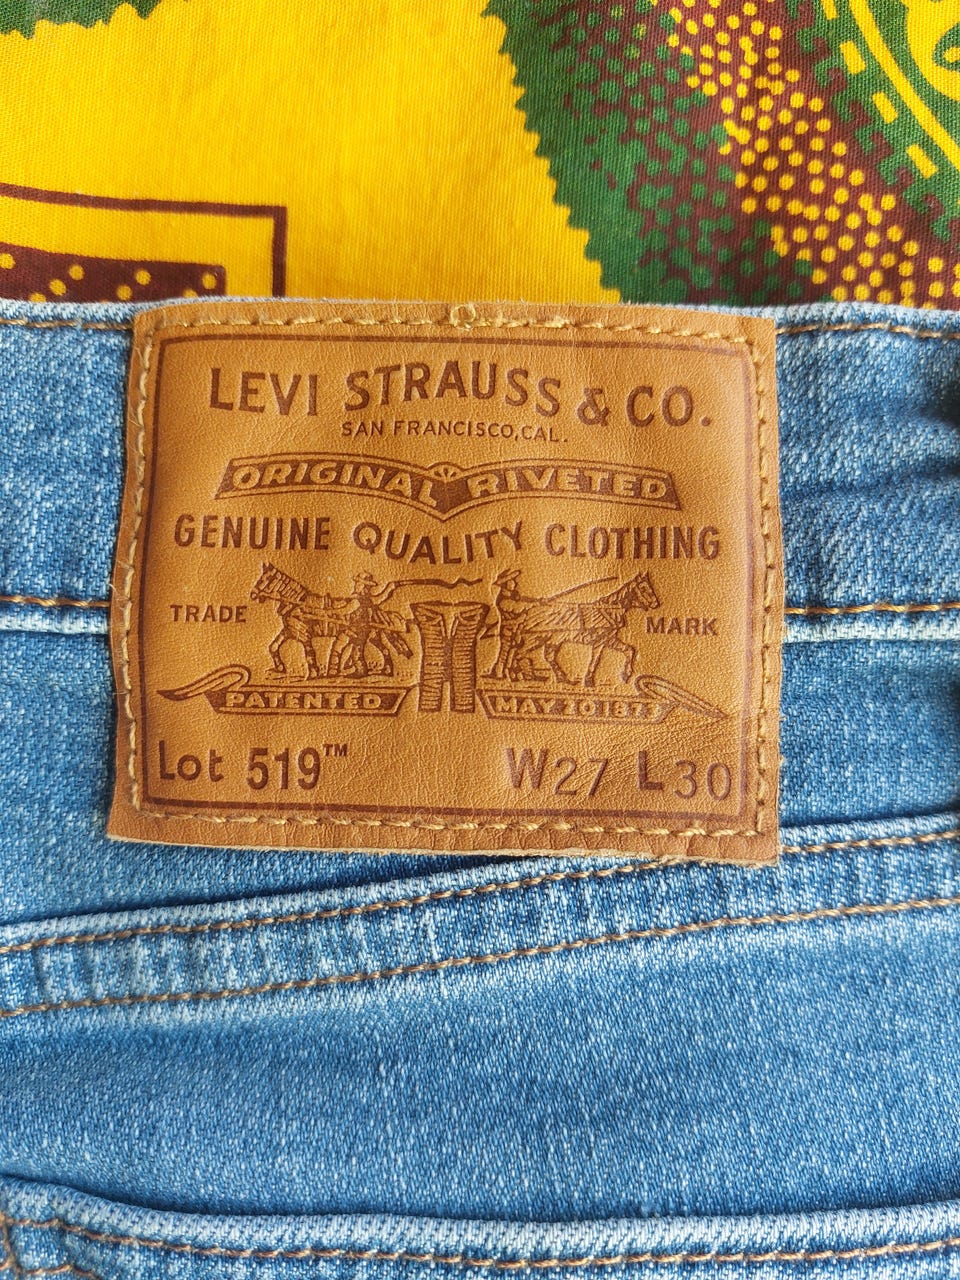 LEVI STRAUSS & CO.
SAN FRANCISCO, CAL.
ORIGINAL RIVETED
GENUINE QUALITY CLOTHING
TRADE MARK
PATENTED MAY 20 1873
Lot 519™ W27 L30